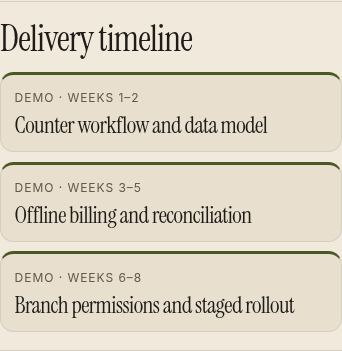 Delivery timeline
DEMO · WEEKS 1–2
Counter workflow and data model
DEMO · WEEKS 3–5
Offline billing and reconciliation
DEMO · WEEKS 6–8
Branch permissions and staged rollout